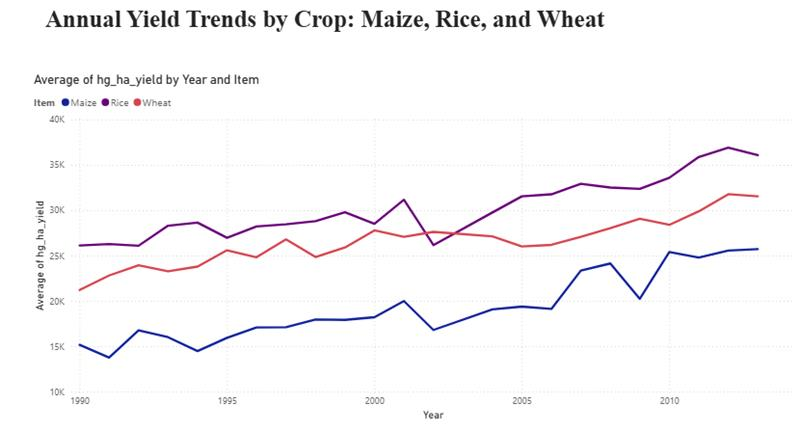 Annual Yield Trends by Crop: Maize, Rice, and Wheat
Average of hg_ha_yield by Year and Item
Item Maize Rice Wheat
40K
35K
30K
25K
20K
15K
10K
Average of hg_ha_yield
1990 1995 2000 2005 2010
Year